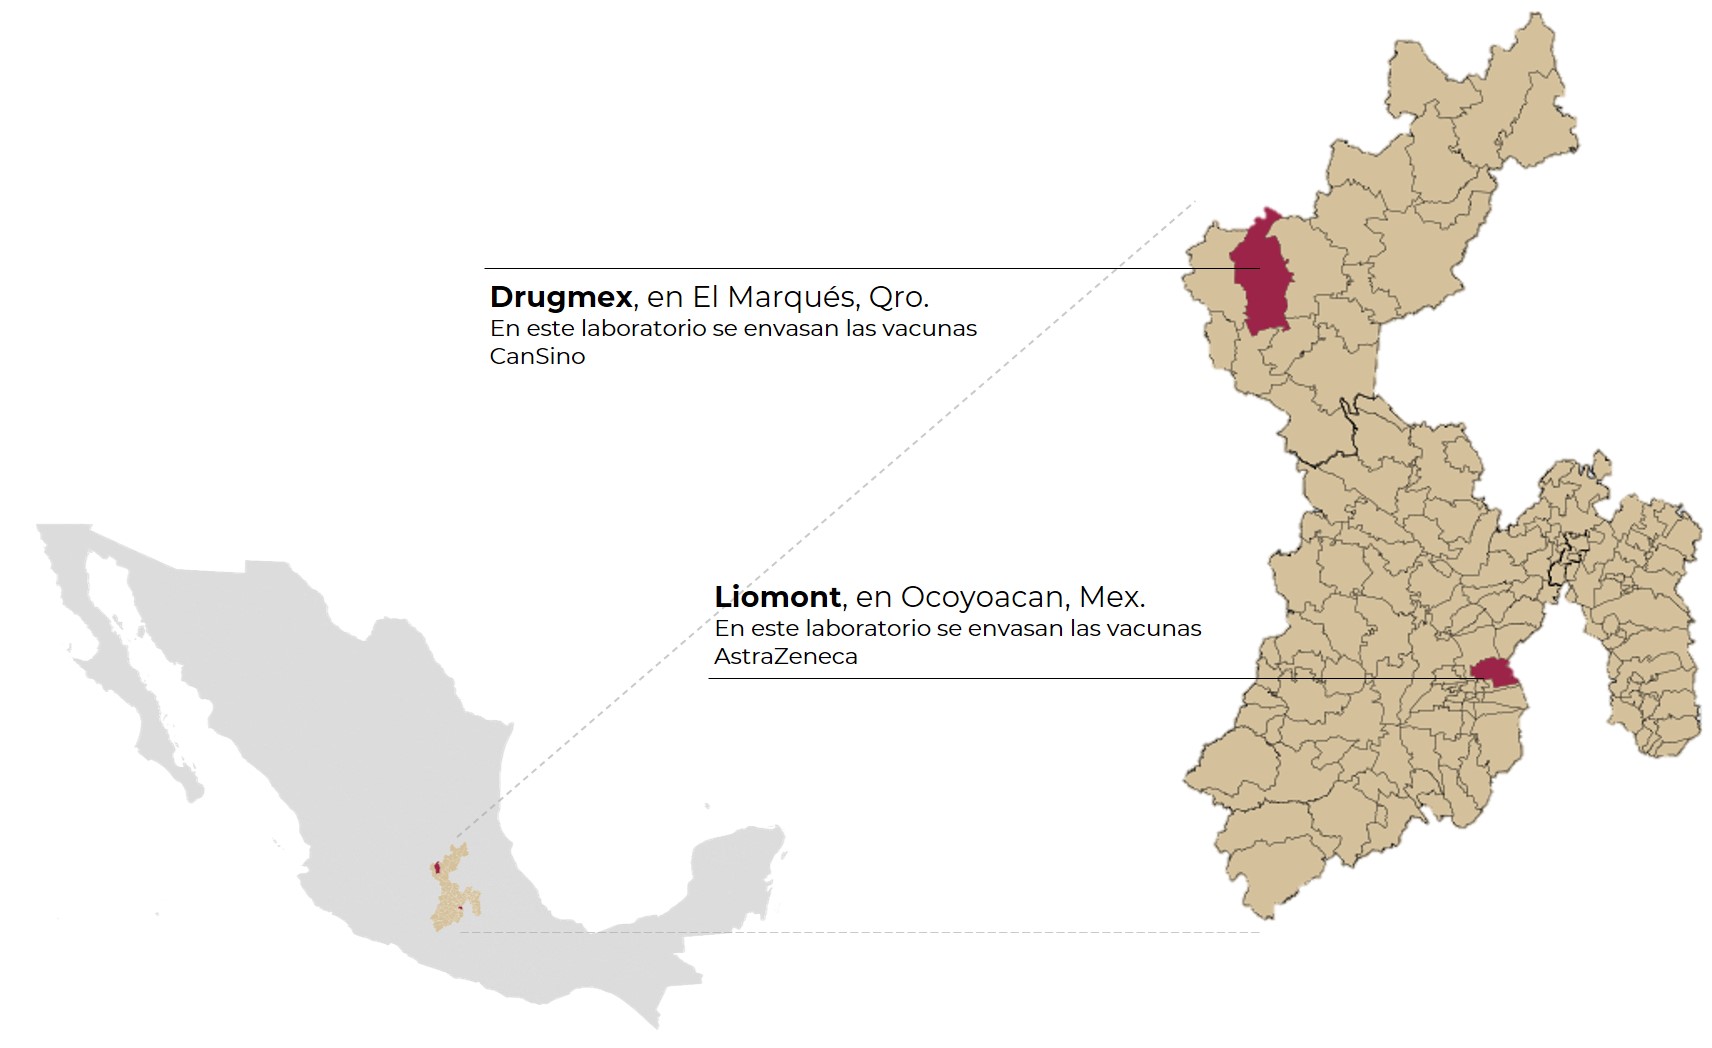 Drugmex, en El Marqués, Qro.
En este laboratorio se envasan las vacunas
CanSino
Liomont, en Ocoyoacan, Mex.
En este laboratorio se envasan las vacunas
AstraZeneca